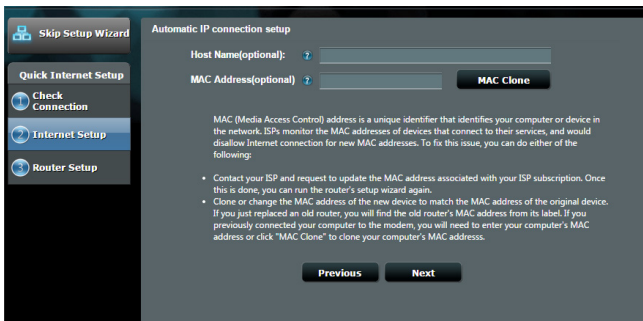 Skip Setup Wizard
Quick Internet Setup
1 Check
Connection
2 Internet Setup
3 Router Setup
Automatic IP connection setup
Host Name(optional): ?
MAC Address(optional) ? MAC Clone
MAC (Media Access Control) address is a unique identifier that identifies your computer or device in
the network. ISPs monitor the MAC addresses of devices that connect to their services, and would
disallow Internet connection for new MAC addresses. To fix this issue, you can do either of the
following:
• Contact your ISP and request to update the MAC address associated with your ISP subscription. Once
this is done, you can run the router's setup wizard again.
• Clone or change the MAC address of the new device to match the MAC address of the original device.
If you just replaced an old router, you will find the old router's MAC address from its label. If you
previously connected your computer to the modem, you will need to enter your computer's MAC
address or click "MAC Clone" to clone your computer's MAC addresss.
Previous Next